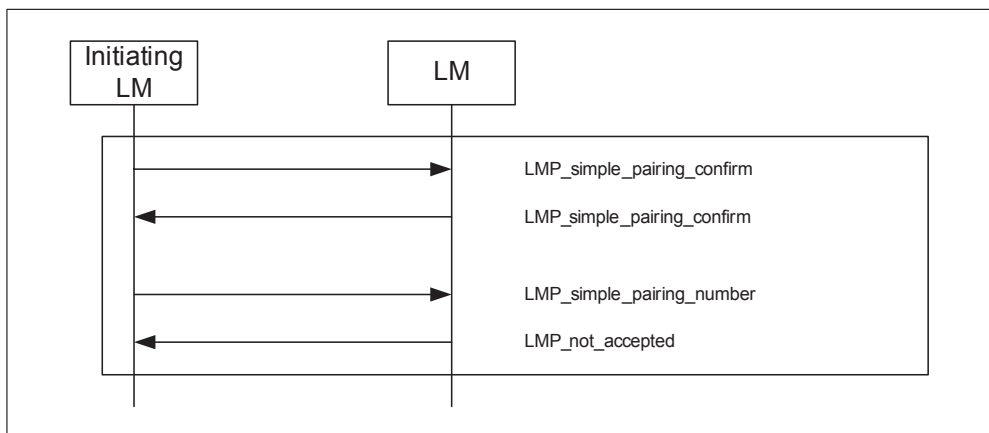 Initiating
LM
LM
LMP_simple_pairing_confirm
LMP_simple_pairing_confirm
LMP_simple_pairing_number
LMP_not_accepted